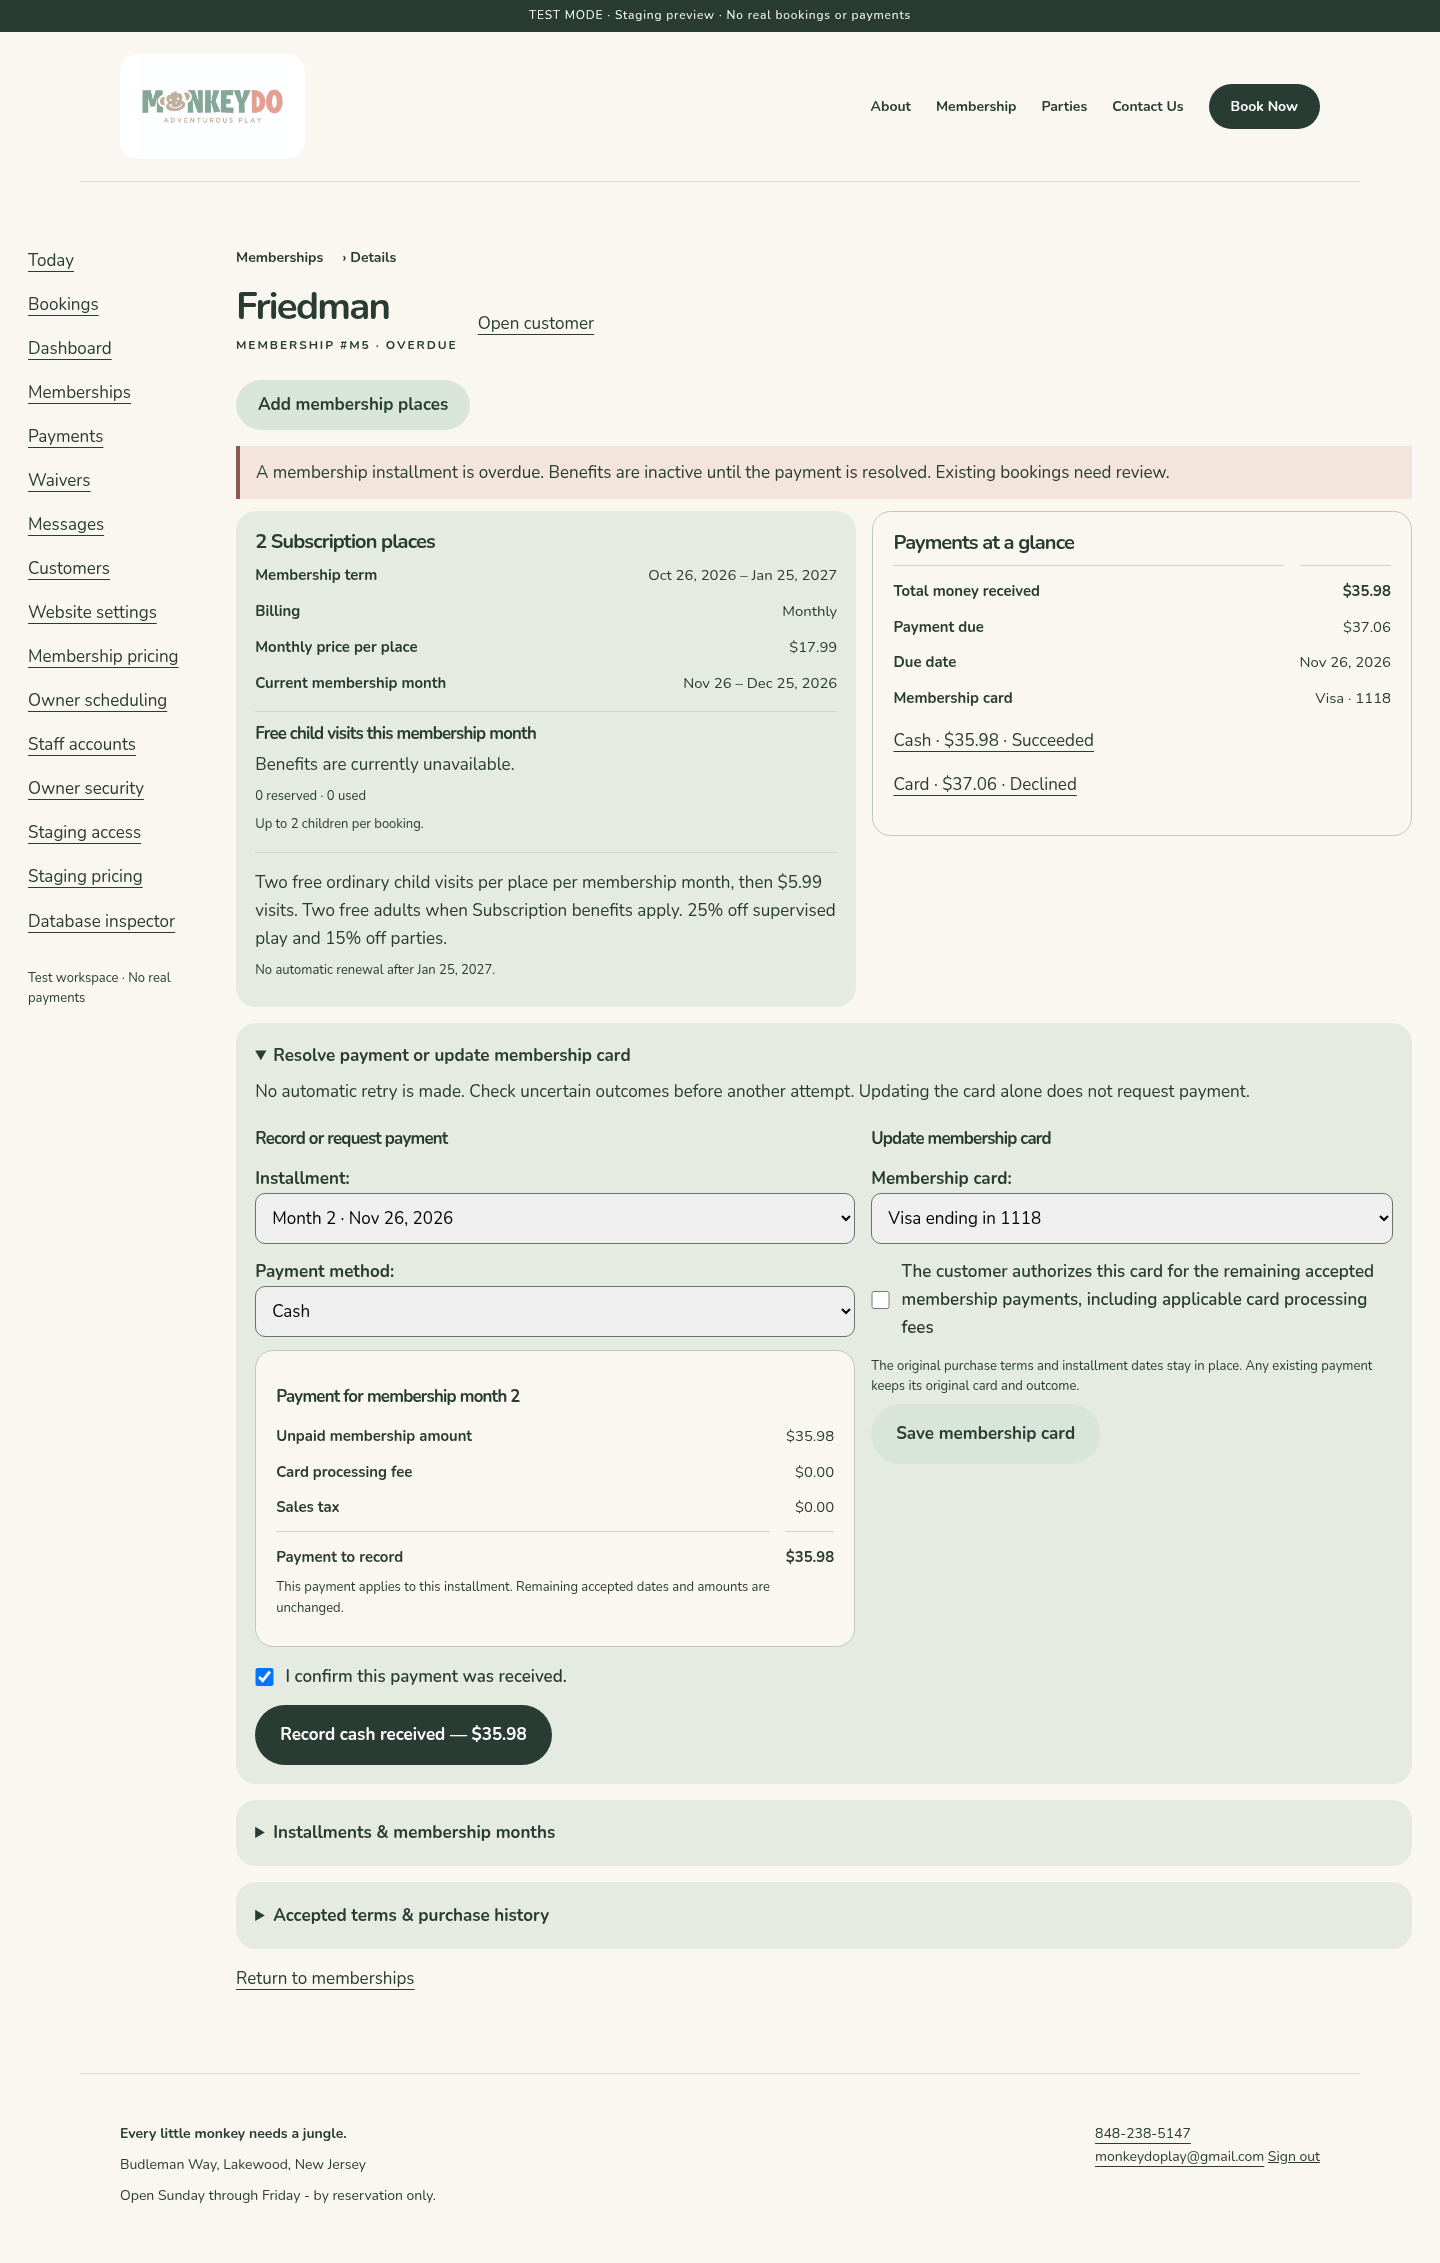 TEST MODE · Staging preview · No real bookings or payments
MONKEYDO
ADVENTUROUS PLAY
About Membership Parties Contact Us Book Now
Today
Bookings
Dashboard
Memberships
Payments
Waivers
Messages
Customers
Website settings
Membership pricing
Owner scheduling
Staff accounts
Owner security
Staging access
Staging pricing
Database inspector
Test workspace · No real
payments
Memberships › Details
Friedman
MEMBERSHIP #M5 · OVERDUE
Open customer
Add membership places
A membership installment is overdue. Benefits are inactive until the payment is resolved. Existing bookings need review.
2 Subscription places
Membership term Oct 26, 2026 – Jan 25, 2027
Billing Monthly
Monthly price per place $17.99
Current membership month Nov 26 – Dec 25, 2026
Free child visits this membership month
Benefits are currently unavailable.
0 reserved · 0 used
Up to 2 children per booking.
Two free ordinary child visits per place per membership month, then $5.99
visits. Two free adults when Subscription benefits apply. 25% off supervised
play and 15% off parties.
No automatic renewal after Jan 25, 2027.
Payments at a glance
Total money received $35.98
Payment due $37.06
Due date Nov 26, 2026
Membership card Visa · 1118
Cash · $35.98 · Succeeded
Card · $37.06 · Declined
▼ Resolve payment or update membership card
No automatic retry is made. Check uncertain outcomes before another attempt. Updating the card alone does not request payment.
Record or request payment
Installment:
Month 2 · Nov 26, 2026
Payment method:
Cash
Payment for membership month 2
Unpaid membership amount $35.98
Card processing fee $0.00
Sales tax $0.00
Payment to record $35.98
This payment applies to this installment. Remaining accepted dates and amounts are
unchanged.
I confirm this payment was received.
Record cash received — $35.98
Update membership card
Membership card:
Visa ending in 1118
The customer authorizes this card for the remaining accepted
membership payments, including applicable card processing
fees
The original purchase terms and installment dates stay in place. Any existing payment
keeps its original card and outcome.
Save membership card
▶ Installments & membership months
▶ Accepted terms & purchase history
Return to memberships
Every little monkey needs a jungle.
Budleman Way, Lakewood, New Jersey
Open Sunday through Friday - by reservation only.
848-238-5147
monkeydoplay@gmail.com Sign out